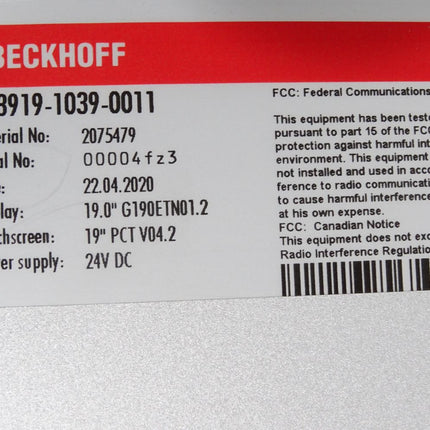 BECKHOFF
3919-1039-0011
erial No: 2075479
al No: 00004fz3
e: 22.04.2020
lay: 19.0" G190ETN01.2
chscreen: 19" PCT V04.2
er supply: 24V DC
FCC: Federal Communications
This equipment has been teste
pursuant to part 15 of the FCC
protection against harmful int
environment. This equipment
not installed and used in acco
ference to radio communicatio
to cause harmful interference
at his own expense.
FCC: Canadian Notice
This equipment does not exc
Radio Interference Regulation